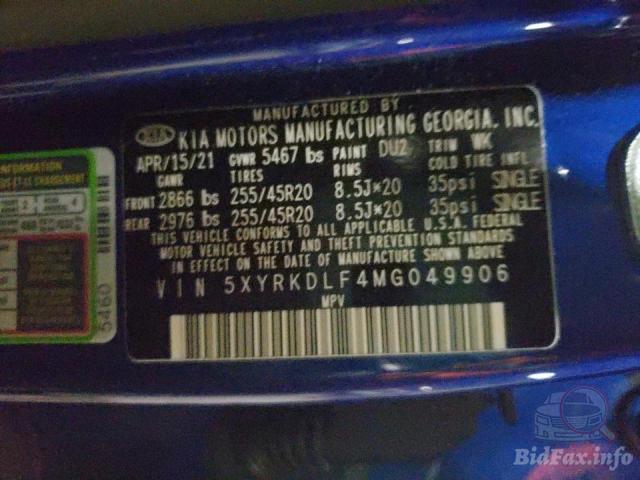 MANUFACTURED BY
KIA KIA MOTORS MANUFACTURING GEORGIA, INC.
APR/15/21 GVWR 5467 lbs PAINT DU2 TRIM WK
GAWR TIRES RIMS COLD TIRE INFL
FRONT 2866 lbs 255/45R20 8.5J×20 35psi SINGLE
REAR 2976 lbs 255/45R20 8.5J×20 35psi SINGLE
THIS VEHICLE CONFORMS TO ALL APPLICABLE U.S.A. FEDERAL
MOTOR VEHICLE SAFETY AND THEFT PREVENTION STANDARDS
IN EFFECT ON THE DATE OF MANUFACTURE SHOWN ABOVE
VIN 5XYRKDLF4MG049906
MPV
INFORMATION
5460
BidFax.info